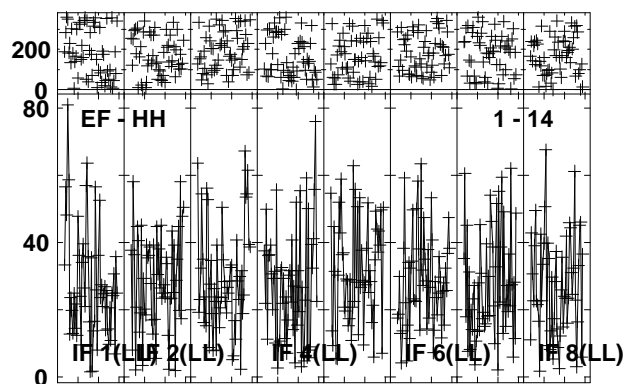 200
0
80
EF - HH 1 - 14
40
IF 1(LL) IF 2(LL) IF 4(LL) IF 6(LL) IF 8(LL)
0